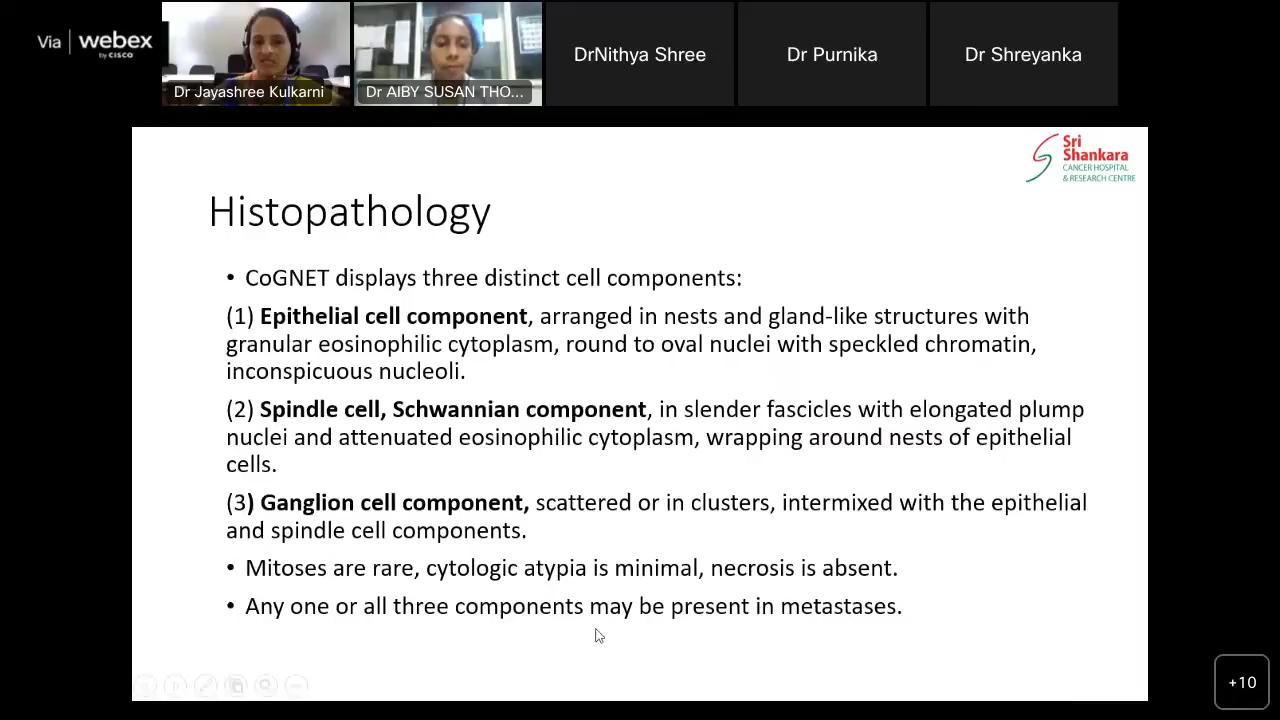 Via webex
by CISCO
Dr Jayashree Kulkarni
Dr AIBY SUSAN THO...
DrNithya Shree
Dr Purnika
Dr Shreyanka
Sri
Shankara
CANCER HOSPITAL
& RESEARCH CENTRE
Histopathology
• CoGNET displays three distinct cell components:
(1) Epithelial cell component, arranged in nests and gland-like structures with
granular eosinophilic cytoplasm, round to oval nuclei with speckled chromatin,
inconspicuous nucleoli.
(2) Spindle cell, Schwannian component, in slender fascicles with elongated plump
nuclei and attenuated eosinophilic cytoplasm, wrapping around nests of epithelial
cells.
(3) Ganglion cell component, scattered or in clusters, intermixed with the epithelial
and spindle cell components.
• Mitoses are rare, cytologic atypia is minimal, necrosis is absent.
• Any one or all three components may be present in metastases.
+10